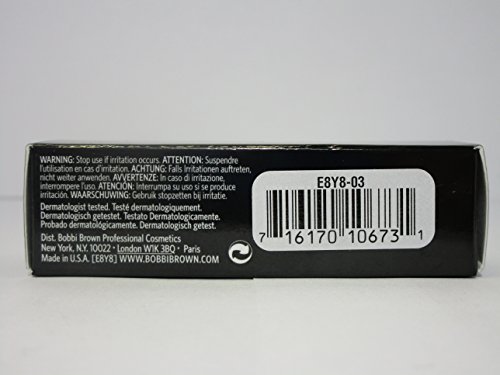 WARNING: Stop use if irritation occurs. ATTENTION: Suspendre
l'utilisation en cas d'irritation. ACHTUNG: Falls Irritationen auftreten,
nicht weiter anwenden. AVVERTENZE: In caso di irritazione,
interrompere l'uso. ATENCIÓN: Interrumpa su uso si se produce
irritación. WAARSCHUWING: Gebruik stopzetten bij irritatie.
Dermatologist tested. Testé dermatologiquement.
Dermatologisch getestet. Testato Dermatologicamente.
Probado dermatológicamente. Dermatologisch getest.
Dist. Bobbi Brown Professional Cosmetics
New York, N.Y. 10022 · London W1K 3BQ · Paris
Made in U.S.A. [E8Y8] WWW.BOBBIBROWN.COM
E8Y8-03
7 16170 10673 1